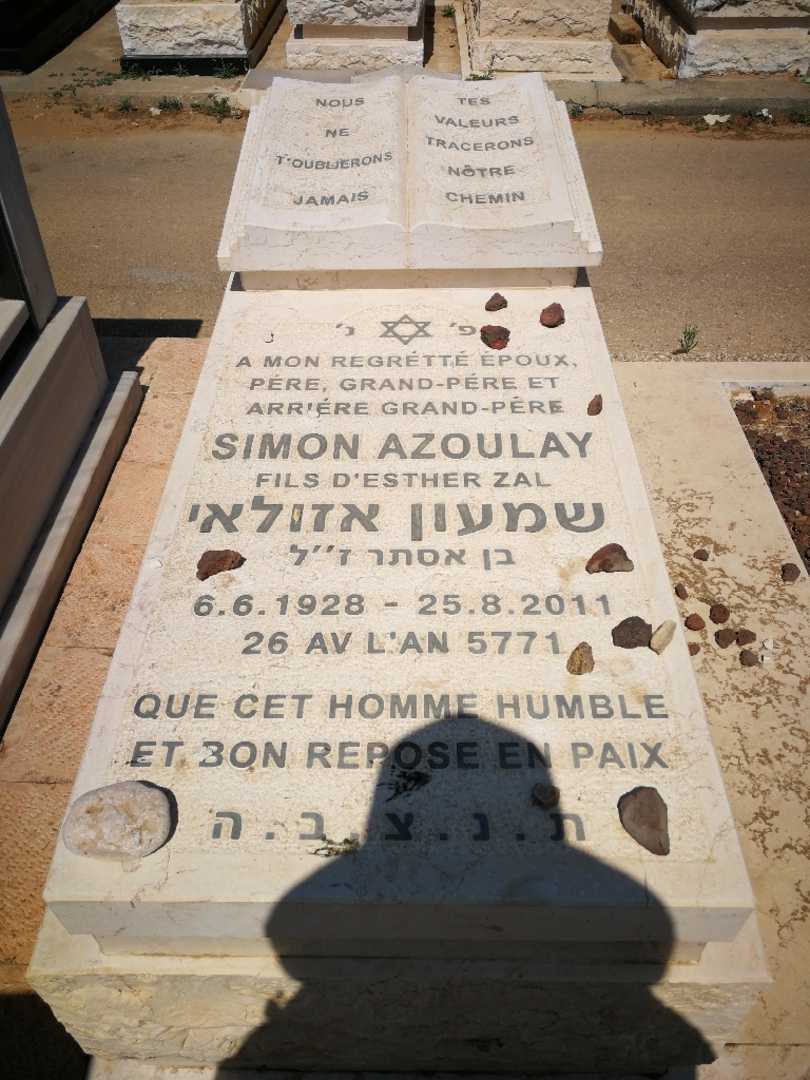 NOUS
NE
T'OUBLIERONS
JAMAIS
TES
VALEURS
TRACERONS
NÔTRE
CHEMIN
פ' נ'
A MON REGRÉTTÉ ÉPOUX,
PÉRE, GRAND-PÉRE ET
ARRIÉRE GRAND-PÉRE
SIMON AZOULAY
FILS D'ESTHER ZAL
שמעון אזולאי
בן אסתר ז''ל
6.6.1928 - 25.8.2011
26 AV L'AN 5771
QUE CET HOMME HUMBLE
ET BON REPOSE EN PAIX
ת.נ.צ.ב.ה